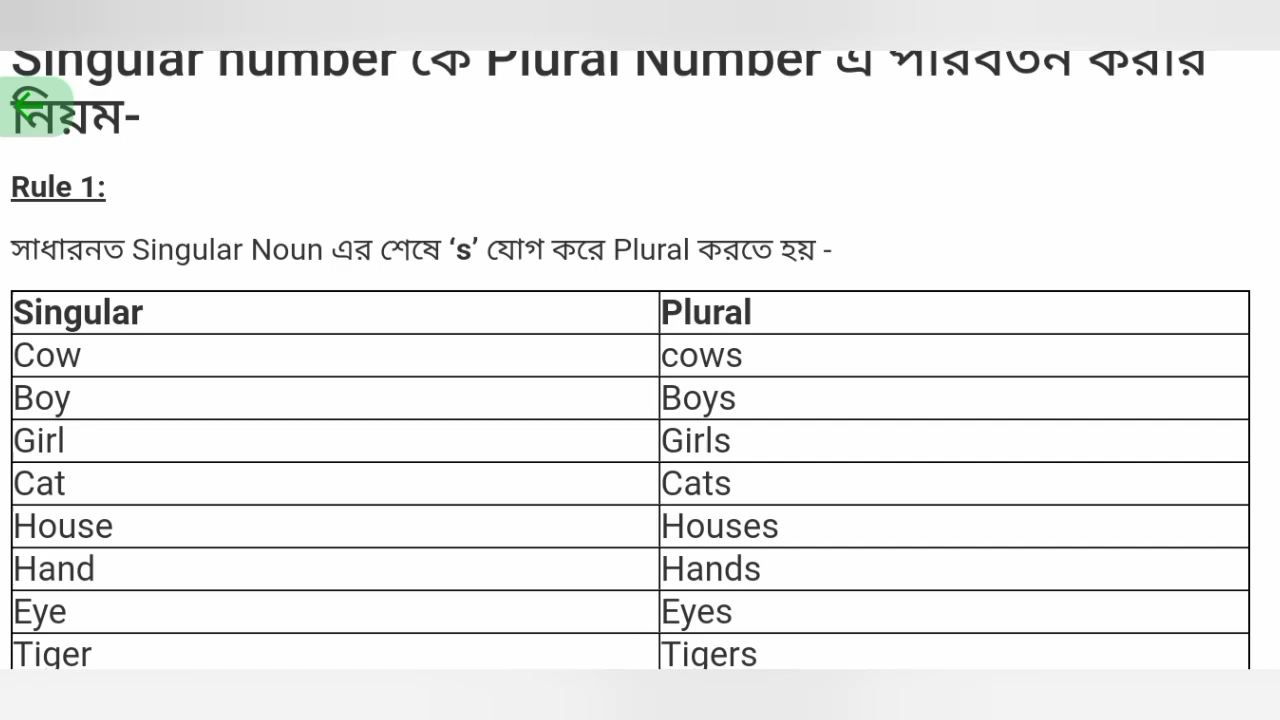 Singular number কে Plural Number এ পরিবর্তন করার
নিয়ম-
Rule 1:
সাধারনত Singular Noun এর শেষে ‘s’ যোগ করে Plural করতে হয় -
Singular Plural
Cow cows
Boy Boys
Girl Girls
Cat Cats
House Houses
Hand Hands
Eye Eyes
Tiger Tigers